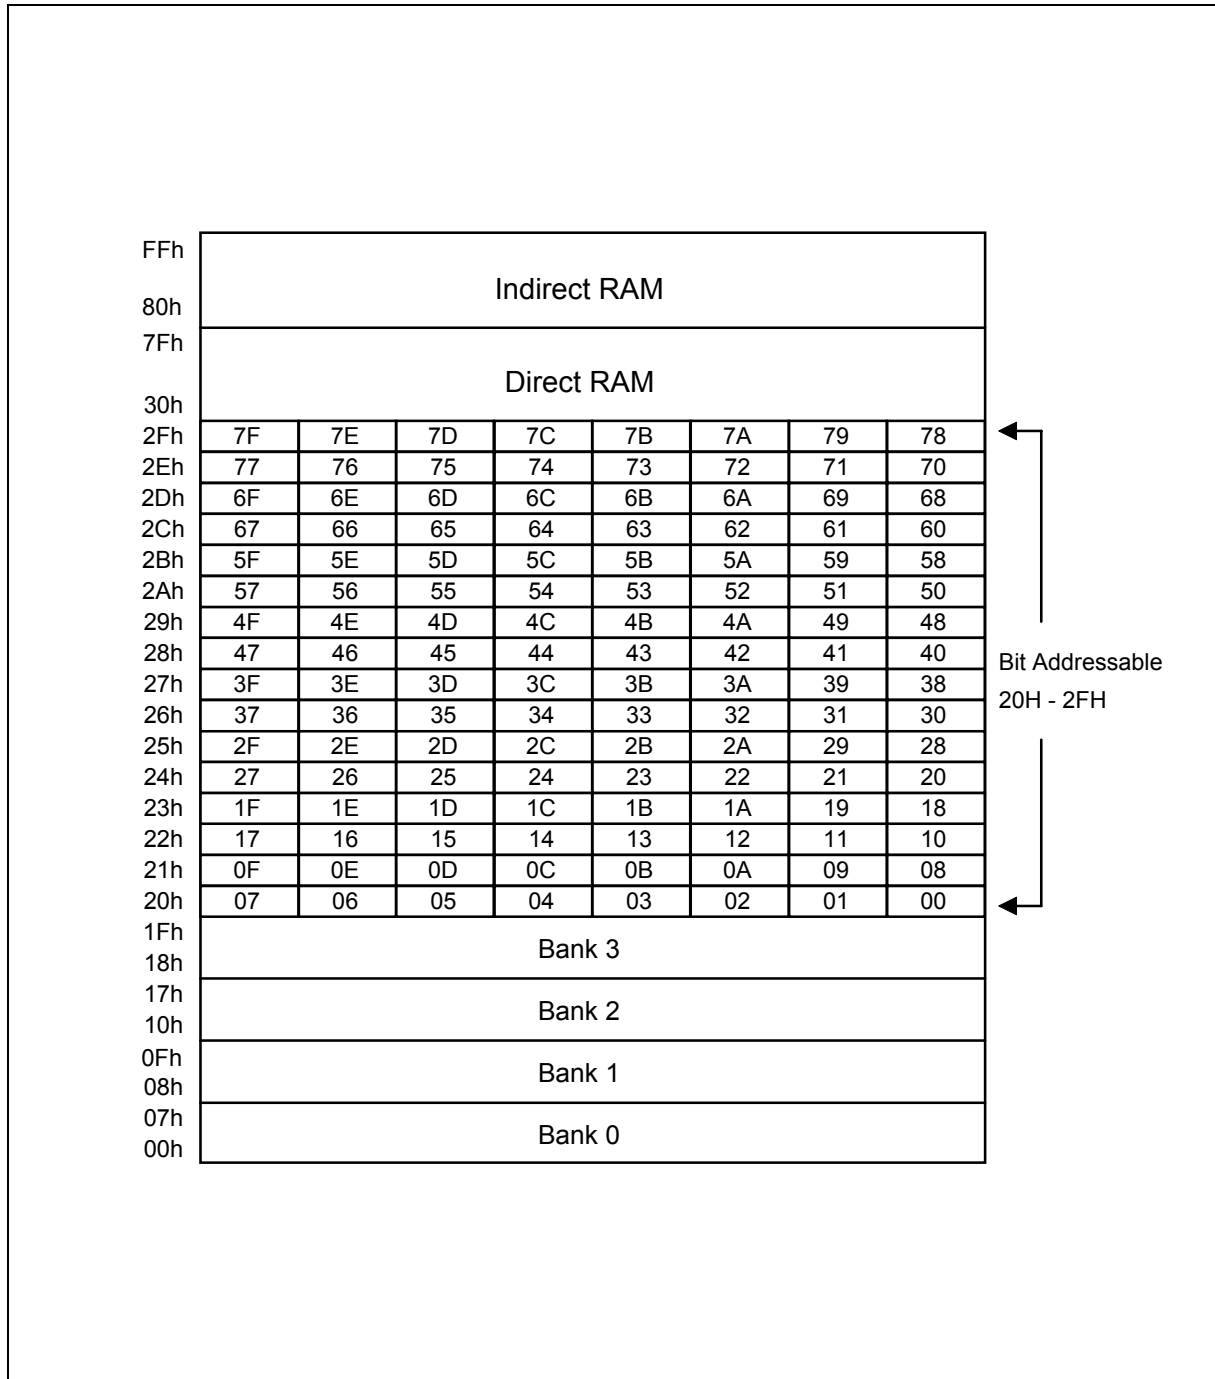 FFh
Indirect RAM
80h
7Fh
Direct RAM
30h
2Fh 7F 7E 7D 7C 7B 7A 79 78
2Eh 77 76 75 74 73 72 71 70
2Dh 6F 6E 6D 6C 6B 6A 69 68
2Ch 67 66 65 64 63 62 61 60
2Bh 5F 5E 5D 5C 5B 5A 59 58
2Ah 57 56 55 54 53 52 51 50
29h 4F 4E 4D 4C 4B 4A 49 48
28h 47 46 45 44 43 42 41 40
27h 3F 3E 3D 3C 3B 3A 39 38
26h 37 36 35 34 33 32 31 30
25h 2F 2E 2D 2C 2B 2A 29 28
24h 27 26 25 24 23 22 21 20
23h 1F 1E 1D 1C 1B 1A 19 18
22h 17 16 15 14 13 12 11 10
21h 0F 0E 0D 0C 0B 0A 09 08
20h 07 06 05 04 03 02 01 00
Bit Addressable
20H - 2FH
1Fh
Bank 3
18h
17h
Bank 2
10h
0Fh
Bank 1
08h
07h
Bank 0
00h